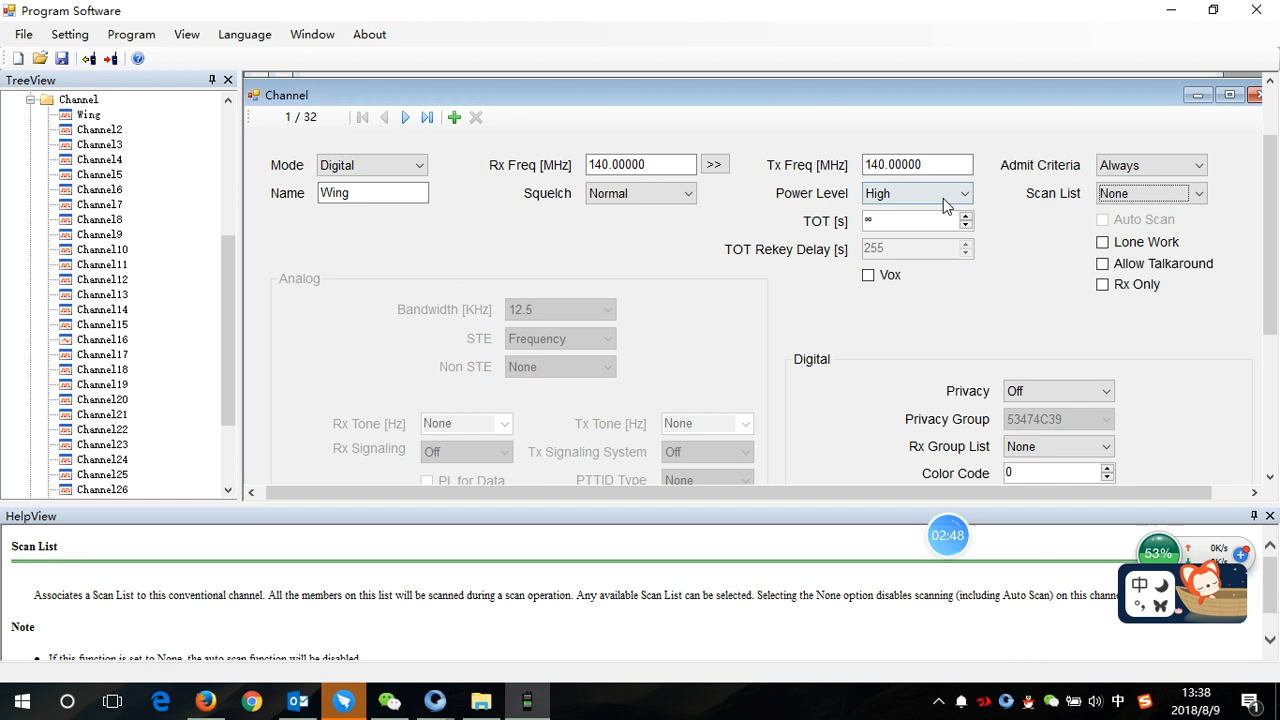 Program Software
File Setting Program View Language Window About
TreeView
Channel
Wing
Channel2
Channel3
Channel4
Channel5
Channel6
Channel7
Channel8
Channel9
Channel10
Channel11
Channel12
Channel13
Channel14
Channel15
Channel16
Channel17
Channel18
Channel19
Channel20
Channel21
Channel22
Channel23
Channel24
Channel25
Channel26
Channel
1 / 32
Mode Digital Rx Freq [MHz] 140.00000 >> Tx Freq [MHz] 140.00000 Admit Criteria Always
Name Wing Squelch Normal Power Level High Scan List None
TOT [s] ∞ Auto Scan
Lone Work
TOT Rekey Delay [s] 255
Allow Talkaround
Vox
Rx Only
Analog
Bandwidth [KHz] 12.5
STE Frequency
Non STE None
Rx Tone [Hz] None Tx Tone [Hz] None
Rx Signaling Off Tx Signaling System Off
PL for Data PTTID Type None
Digital
Privacy Off
Privacy Group 53474C39
Rx Group List None
Color Code 0
HelpView
Scan List
Associates a Scan List to this conventional channel. All the members on this list will be scanned during a scan operation. Any available Scan List can be selected. Selecting the None option disables scanning (including Auto Scan) on this
Note
If this function is set to None, the auto scan function will be disabled
02:48
53%
0K/s
0K/s
中
中
13:38
2018/8/9
1